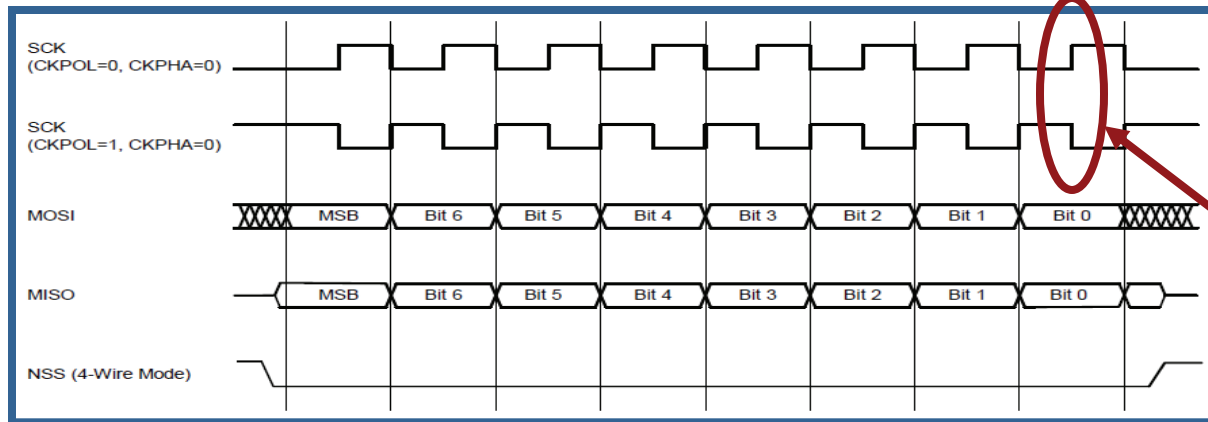 SCK
(CKPOL=0, CKPHA=0)
SCK
(CKPOL=1, CKPHA=0)
MOSI MSB Bit 6 Bit 5 Bit 4 Bit 3 Bit 2 Bit 1 Bit 0
MISO MSB Bit 6 Bit 5 Bit 4 Bit 3 Bit 2 Bit 1 Bit 0
NSS (4-Wire Mode)